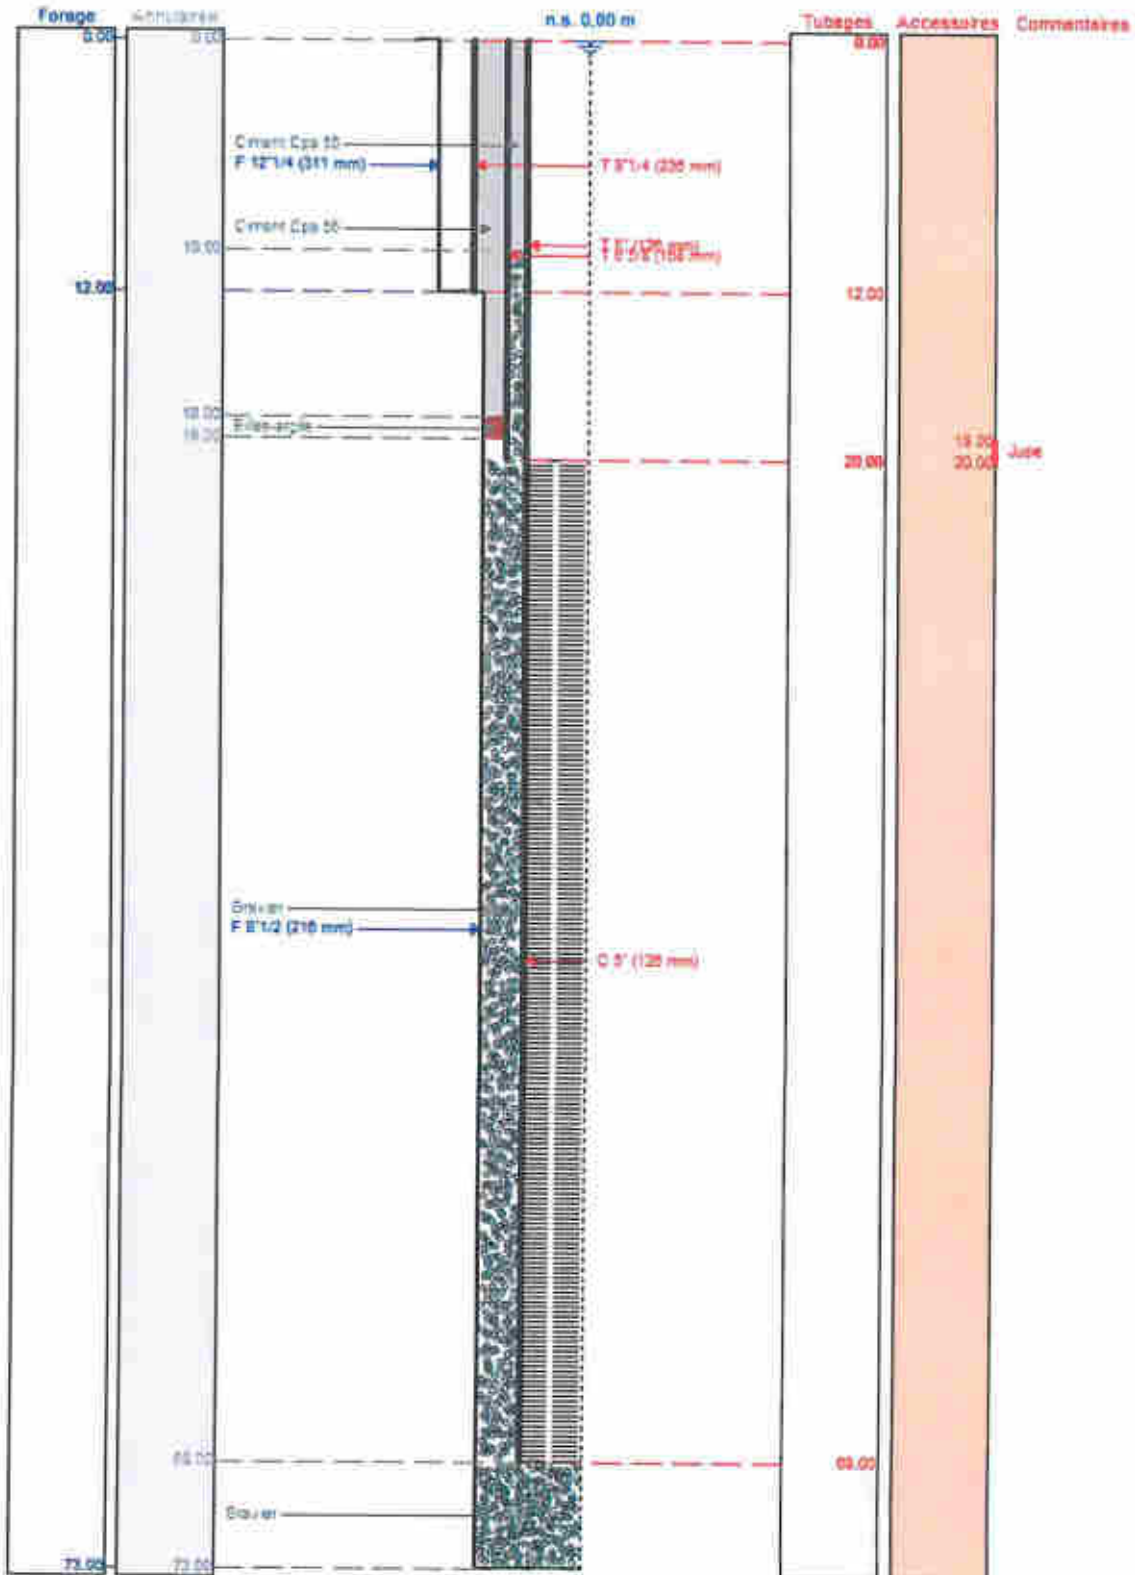 Forage Annulaires n.s. 0,00 m Tubages Accessoires Commentaires
0.00 0.00 0.00
Ciment Cpa 55
F 12"1/4 (311 mm) T 9"1/4 (235 mm)
Ciment Cpa 55
10.00
12.00 12.00
18.00
Billes argile
19.00
19.00
20.00 20.00 Jupe
Gravier
F 8"1/2 (216 mm)
C 5" (126 mm)
68.00 68.00
Gravier
73.00 73.00